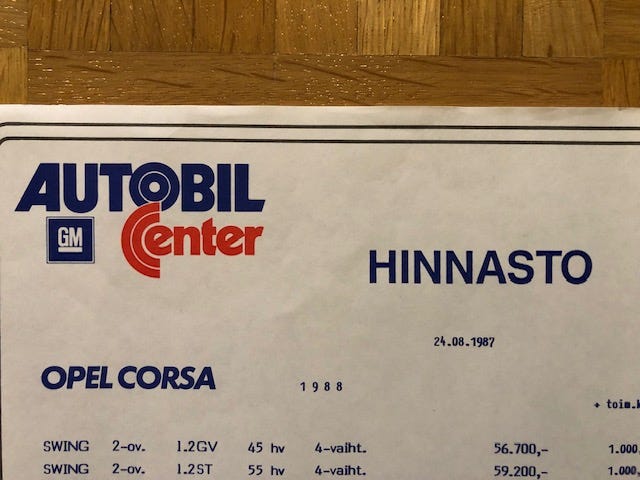 AUTOBIL
GM
Center
HINNASTO
24.08.1987
OPEL CORSA 1988
+ toim.k
SWING 2-ov. 1.2GV 45 hv 4-vaiht. 56.700,- 1.000,
SWING 2-ov. 1.2ST 55 hv 4-vaiht. 59.200,- 1.000,